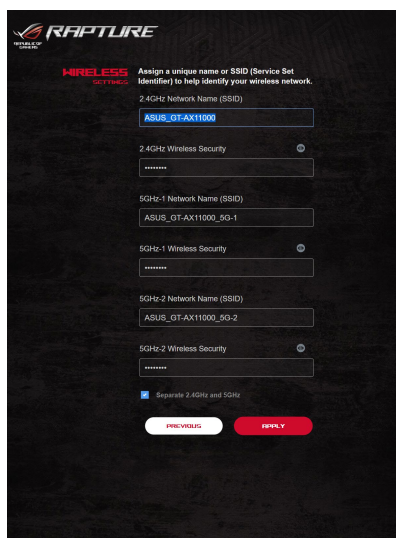 RAPTURE
REPUBLIC OF
GAMERS
WIRELESS
SETTINGS
Assign a unique name or SSID (Service Set
Identifier) to help identify your wireless network.
2.4GHz Network Name (SSID)
ASUS_GT-AX11000
2.4GHz Wireless Security
••••••••
5GHz-1 Network Name (SSID)
ASUS_GT-AX11000_5G-1
5GHz-1 Wireless Security
••••••••
5GHz-2 Network Name (SSID)
ASUS_GT-AX11000_5G-2
5GHz-2 Wireless Security
••••••••
Separate 2.4GHz and 5GHz
PREVIOUS APPLY